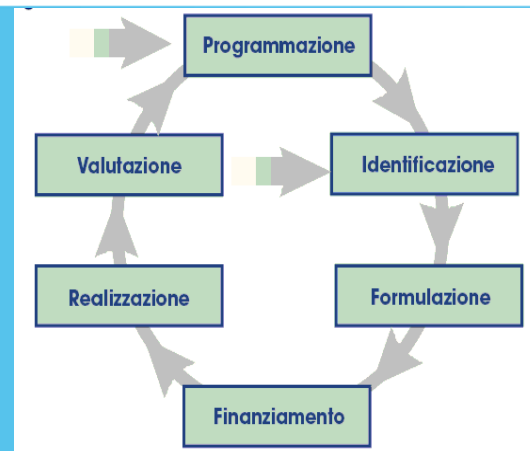 Programmazione
Valutazione
Identificazione
Realizzazione
Formulazione
Finanziamento